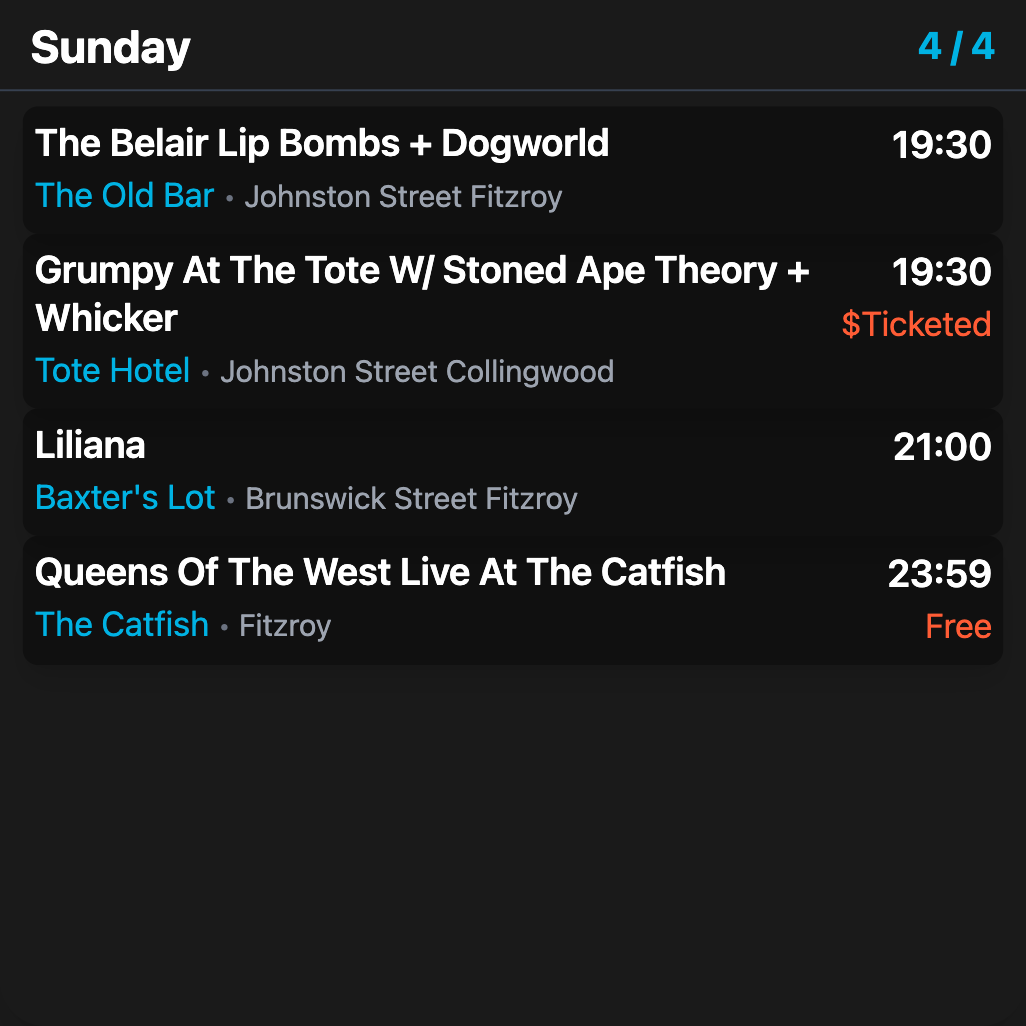 Sunday 4 / 4
The Belair Lip Bombs + Dogworld 19:30
The Old Bar • Johnston Street Fitzroy
Grumpy At The Tote W/ Stoned Ape Theory + 19:30
Whicker $Ticketed
Tote Hotel • Johnston Street Collingwood
Liliana 21:00
Baxter's Lot • Brunswick Street Fitzroy
Queens Of The West Live At The Catfish 23:59
The Catfish • Fitzroy Free